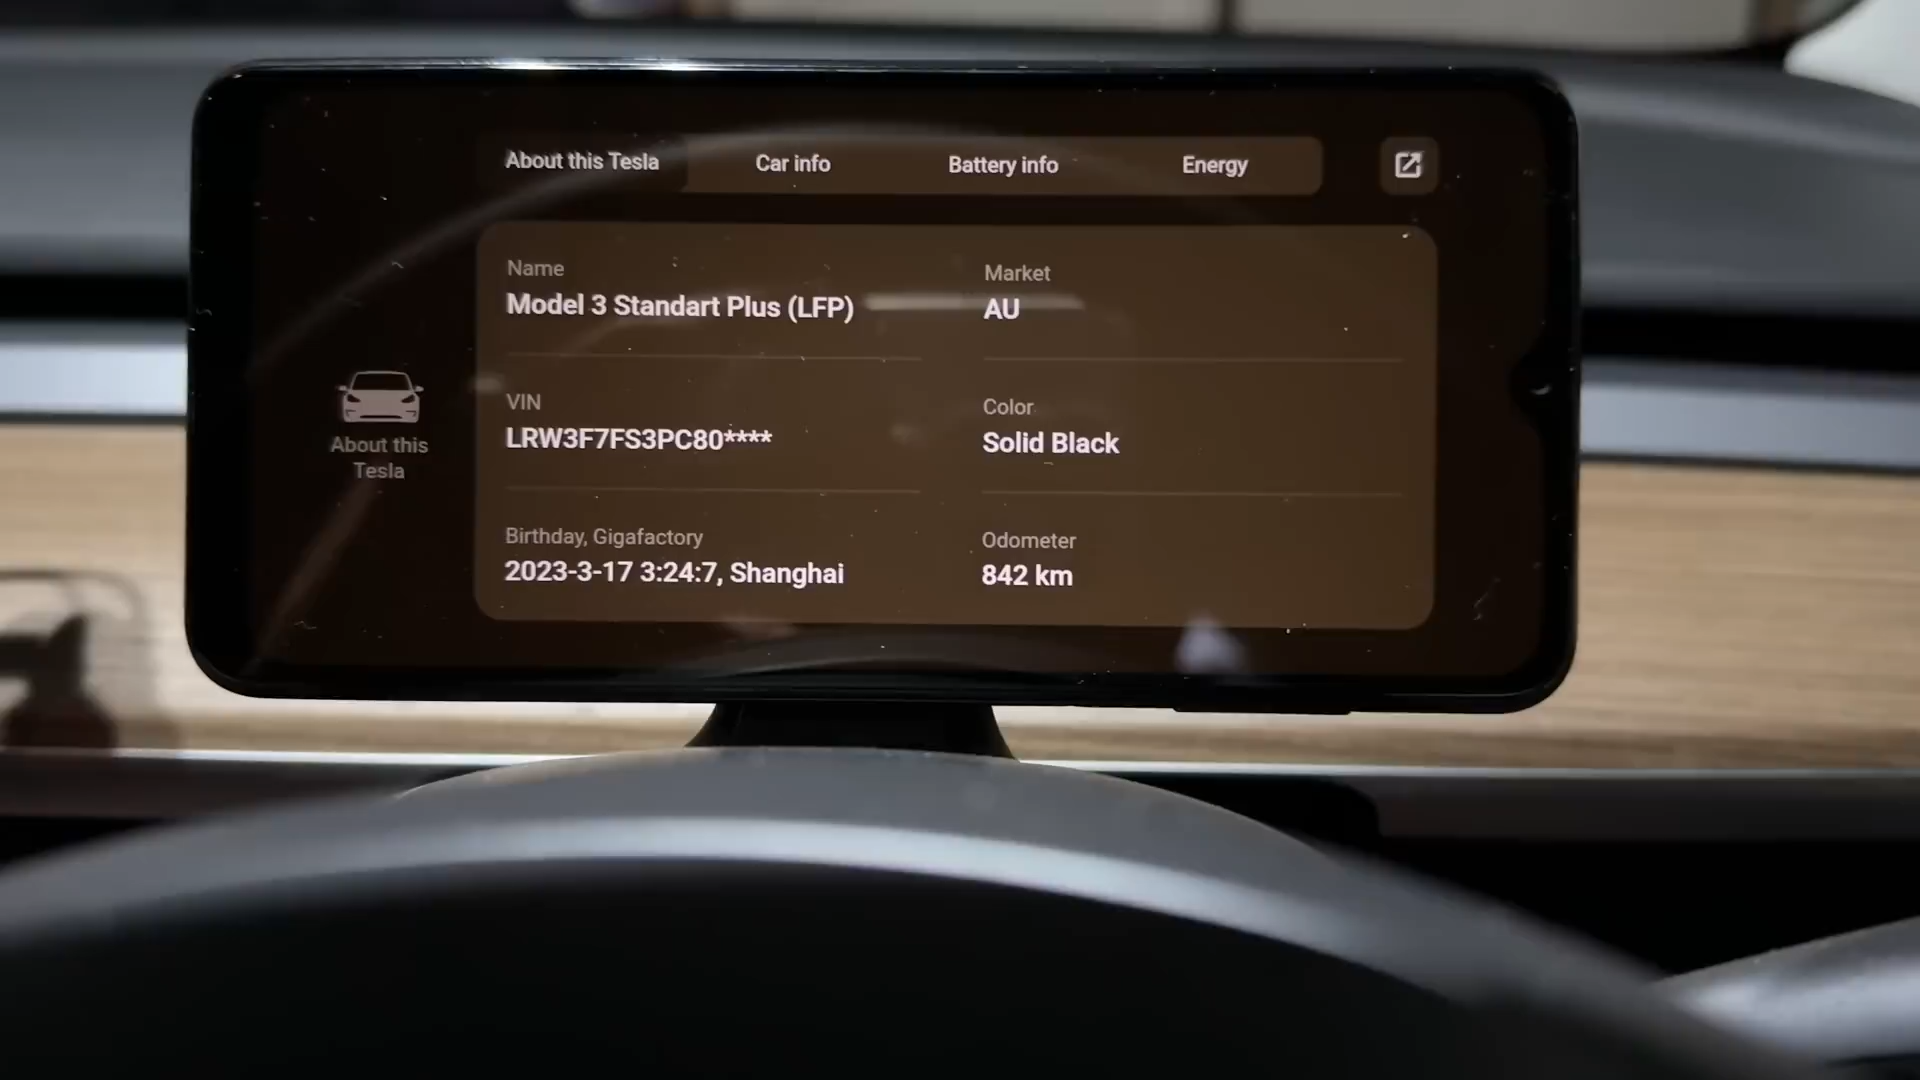 About this Tesla
Car info
Battery info
Energy
Name
Model 3 Standart Plus (LFP)
Market
AU
VIN
LRW3F7FS3PC80****
Color
Solid Black
About this
Tesla
Birthday, Gigafactory
2023-3-17 3:24:7, Shanghai
Odometer
842 km